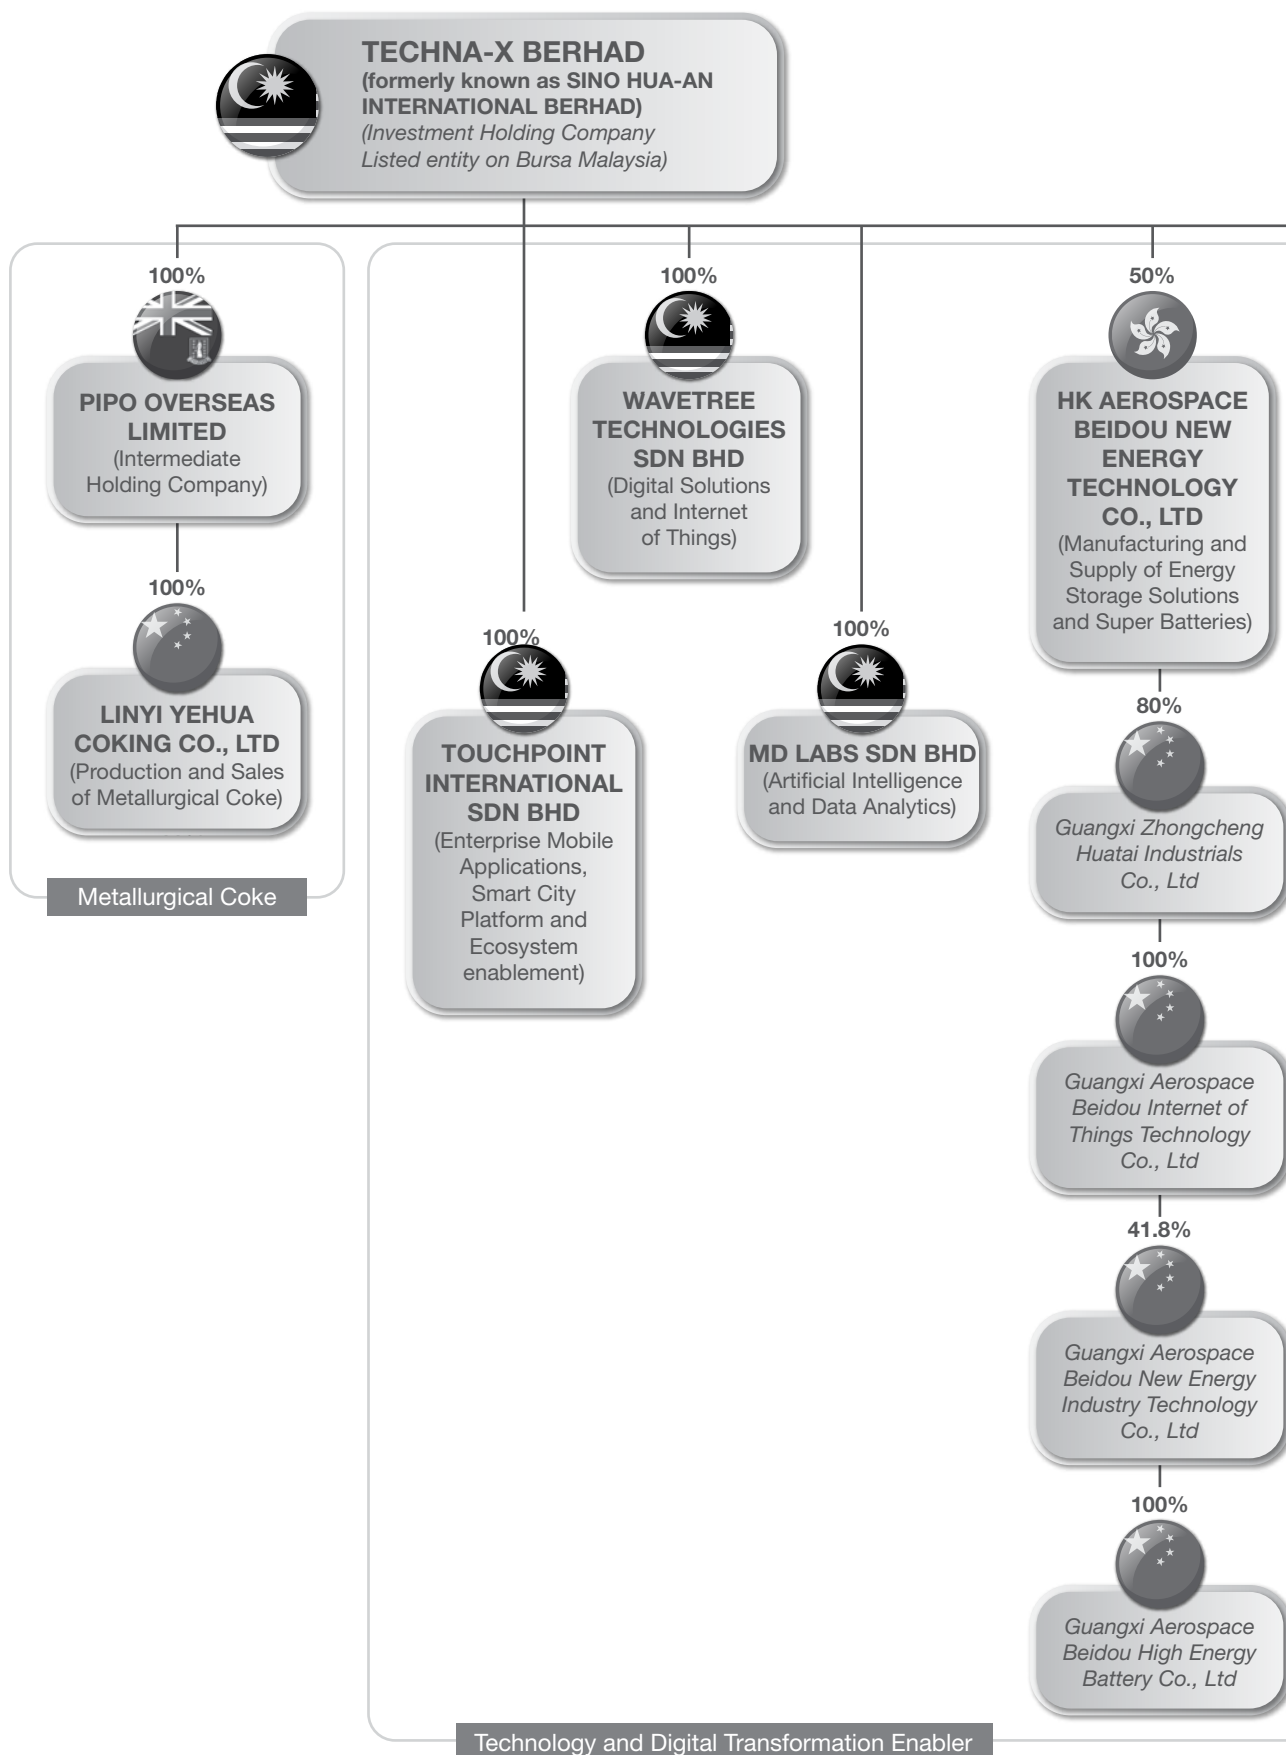 TECHNA-X BERHAD
(formerly known as SINO HUA-AN
INTERNATIONAL BERHAD)
(Investment Holding Company
Listed entity on Bursa Malaysia)
100%
PIPO OVERSEAS
LIMITED
(Intermediate
Holding Company)
100%
LINYI YEHUA
COKING CO., LTD
(Production and Sales
of Metallurgical Coke)
Metallurgical Coke
100%
TOUCHPOINT
INTERNATIONAL
SDN BHD
(Enterprise Mobile
Applications,
Smart City
Platform and
Ecosystem
enablement)
100%
WAVETREE
TECHNOLOGIES
SDN BHD
(Digital Solutions
and Internet
of Things)
100%
MD LABS SDN BHD
(Artificial Intelligence
and Data Analytics)
50%
HK AEROSPACE
BEIDOU NEW
ENERGY
TECHNOLOGY
CO., LTD
(Manufacturing and
Supply of Energy
Storage Solutions
and Super Batteries)
80%
Guangxi Zhongcheng
Huatai Industrials
Co., Ltd
100%
Guangxi Aerospace
Beidou Internet of
Things Technology
Co., Ltd
41.8%
Guangxi Aerospace
Beidou New Energy
Industry Technology
Co., Ltd
100%
Guangxi Aerospace
Beidou High Energy
Battery Co., Ltd
Technology and Digital Transformation Enabler